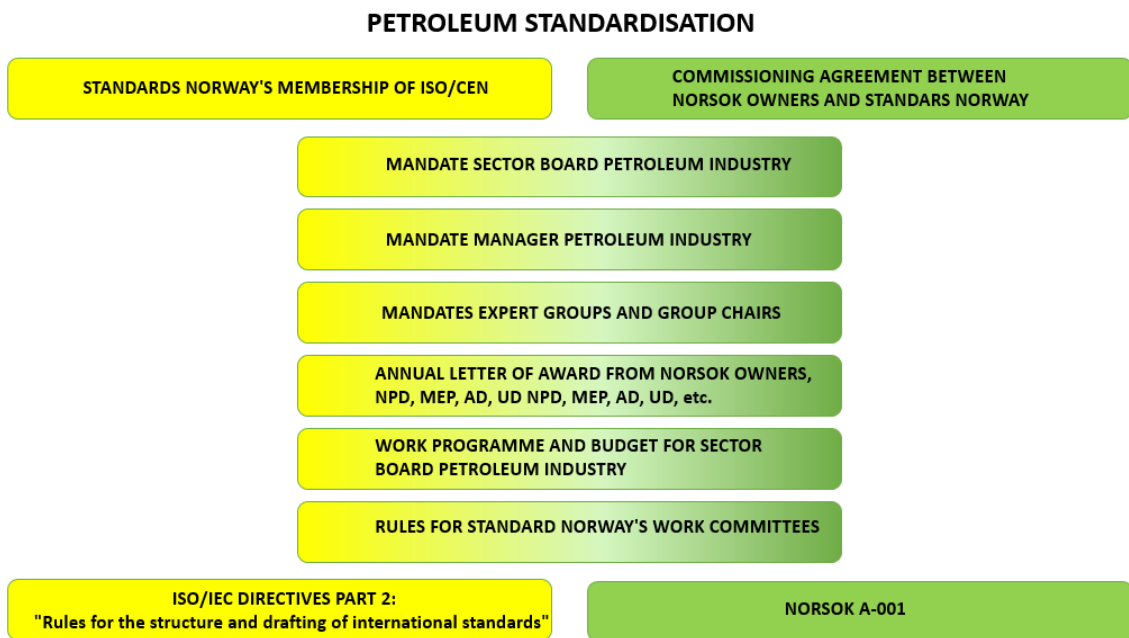 PETROLEUM STANDARDISATION
STANDARDS NORWAY'S MEMBERSHIP OF ISO/CEN
COMMISSIONING AGREEMENT BETWEEN
NORSOK OWNERS AND STANDARS NORWAY
MANDATE SECTOR BOARD PETROLEUM INDUSTRY
MANDATE MANAGER PETROLEUM INDUSTRY
MANDATES EXPERT GROUPS AND GROUP CHAIRS
ANNUAL LETTER OF AWARD FROM NORSOK OWNERS,
NPD, MEP, AD, UD NPD, MEP, AD, UD, etc.
WORK PROGRAMME AND BUDGET FOR SECTOR
BOARD PETROLEUM INDUSTRY
RULES FOR STANDARD NORWAY'S WORK COMMITTEES
ISO/IEC DIRECTIVES PART 2:
"Rules for the structure and drafting of international standards"
NORSOK A-001